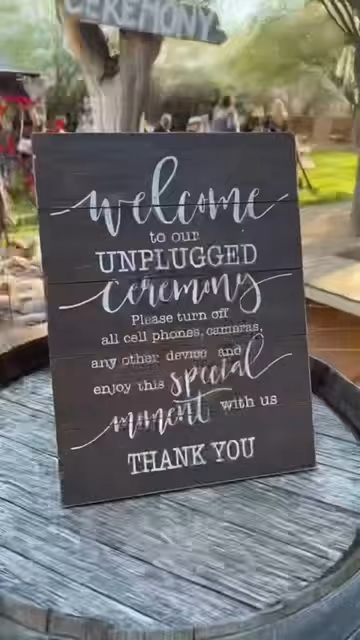 CEREMONY
welcome
to our
UNPLUGGED
ceremony
Please turn off
all cell phones, cameras,
any other device and
enjoy this special
moment with us
THANK YOU